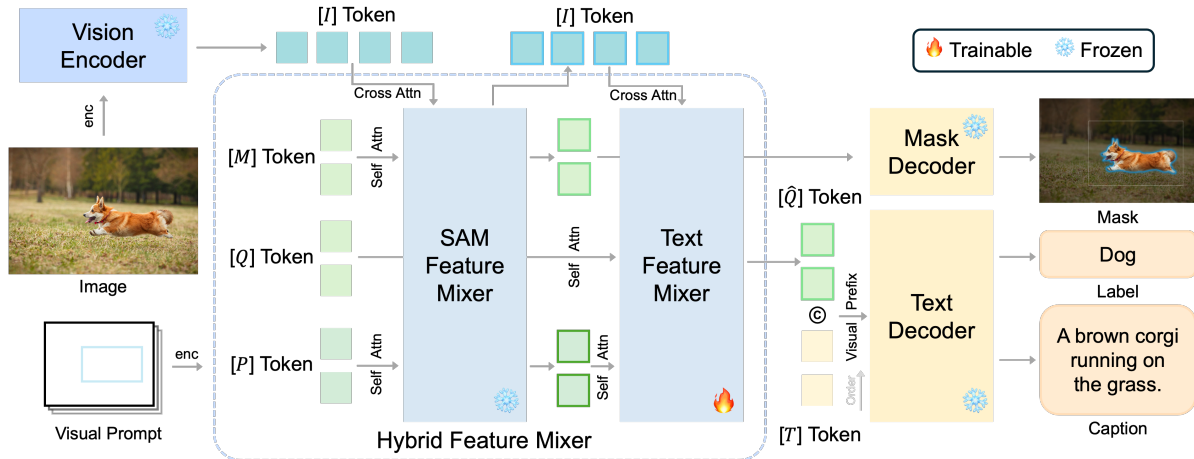 Vision
Encoder
[I] Token
[I] Token
Trainable
Frozen
Cross Attn
Cross Attn
enc
[M] Token
Self Attn
Mask
Decoder
[Q̂] Token
Mask
Image
[Q] Token
SAM
Feature
Mixer
Self Attn
Text
Feature
Mixer
©
Visual Prefix
Text
Decoder
Dog
Label
enc
[P] Token
Self Attn
Self Attn
Order
A brown corgi
running on
the grass.
Visual Prompt
Hybrid Feature Mixer
[T] Token
Caption